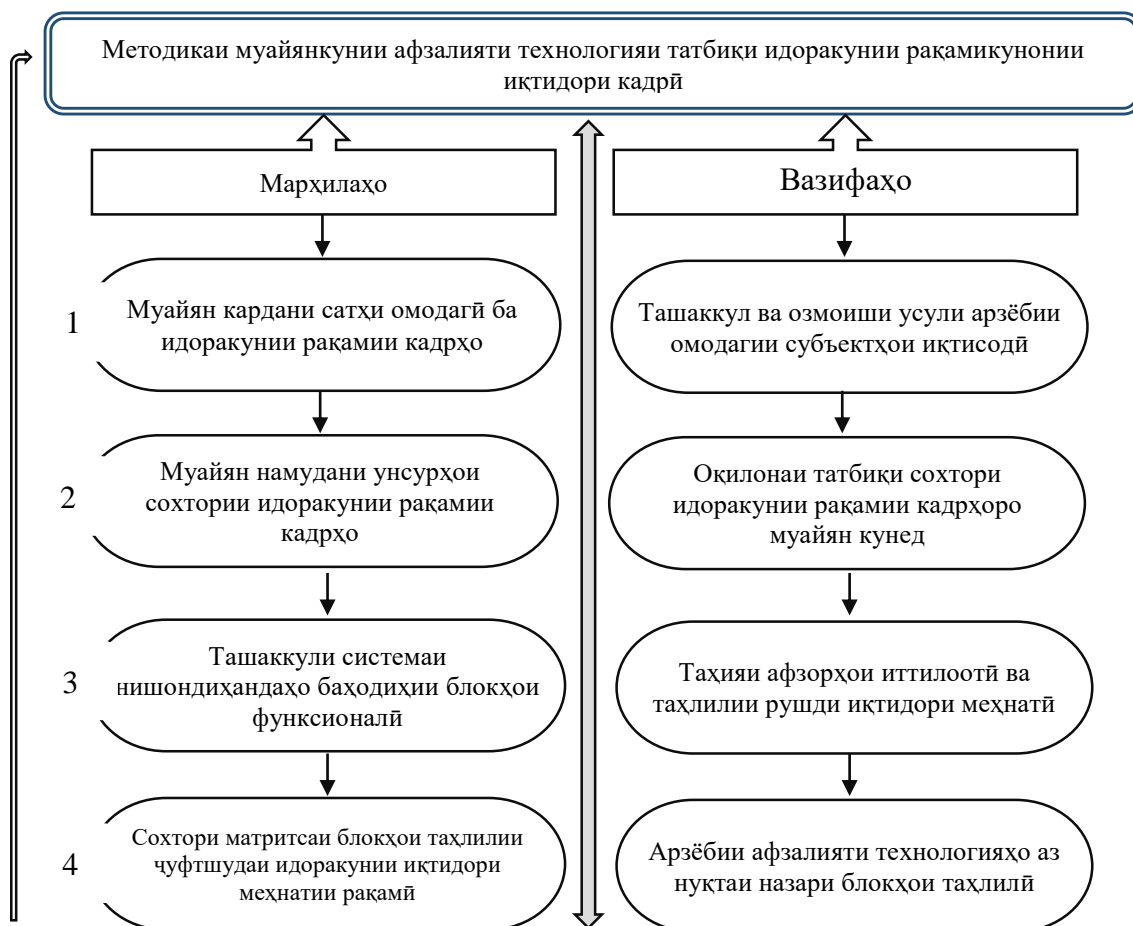 Методикаи муайянкунии афзалияти технологияи татбиқи идоракунии рақамикунонии
иқтидори кадрӣ
Марҳилаҳо
Вазифаҳо
1
Муайян кардани сатҳи омодагӣ ба
идоракунии рақамии кадрҳо
Ташаккул ва озмоиши усули арзёбии
омодагии субъектҳои иқтисодӣ
2
Муайян намудани унсурҳои
сохтории идоракунии рақамии
кадрҳо
Оқилонаи татбиқи сохтори
идоракунии рақамии кадрҳоро
муайян кунед
3
Ташаккули системаи
нишондиҳандаҳо баҳодиҳии блокҳои
функсионалӣ
Таҳияи афзорҳои иттилоотӣ ва
таҳлилии рушди иқтидори меҳнатӣ
4
Сохтори матритсаи блокҳои таҳлилии
ҷуфтшудаи идоракунии иқтидори
меҳнатии рақамӣ
Арзёбии афзалияти технологияҳо аз
нуқтаи назари блокҳои таҳлилӣ